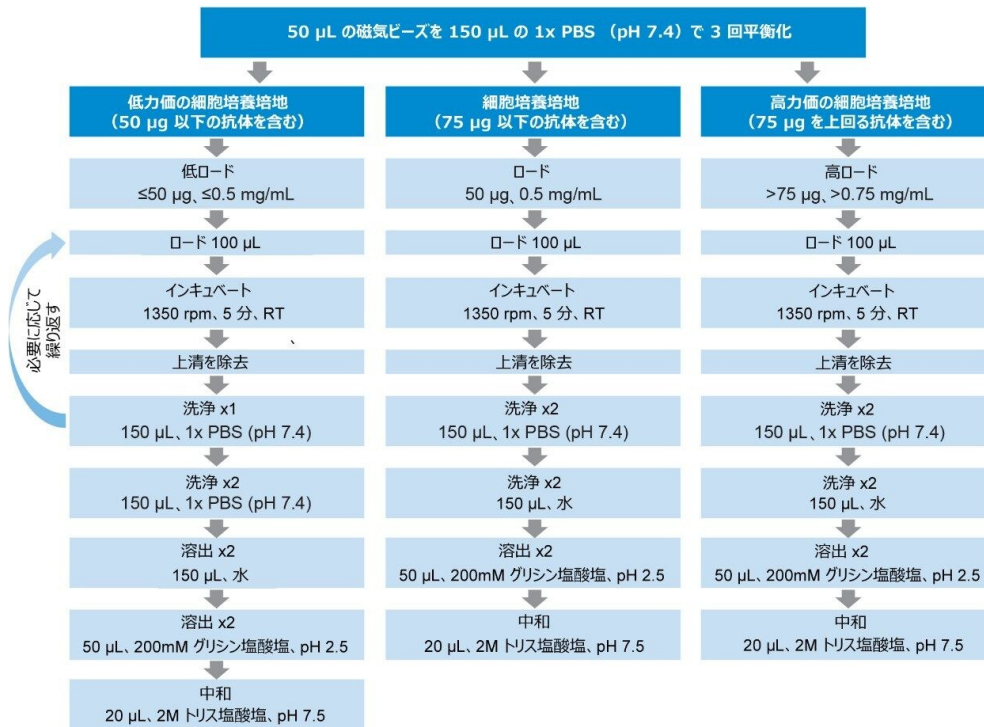 50 µL の磁気ビーズを 150 µL の 1x PBS （pH 7.4）で 3 回平衡化
低力価の細胞培養培地
（50 µg 以下の抗体を含む）
低ロード
≤50 µg、≤0.5 mg/mL
ロード 100 µL
インキュベート
1350 rpm、5 分、RT
、
上清を除去
洗浄 x1
150 µL、1x PBS (pH 7.4)
洗浄 x2
150 µL、1x PBS (pH 7.4)
溶出 x2
150 µL、水
溶出 x2
50 µL、200mM グリシン塩酸塩、pH 2.5
中和
20 µL、2M トリス塩酸塩、pH 7.5
必要に応じて
繰り返す
細胞培養培地
（75 µg 以下の抗体を含む）
ロード
50 µg、0.5 mg/mL
ロード 100 µL
インキュベート
1350 rpm、5 分、RT
上清を除去
洗浄 x2
150 µL、1x PBS (pH 7.4)
洗浄 x2
150 µL、水
溶出 x2
50 µL、200mM グリシン塩酸塩、pH 2.5
中和
20 µL、2M トリス塩酸塩、pH 7.5
高力価の細胞培養培地
（75 µg を上回る抗体を含む）
高ロード
>75 µg、>0.75 mg/mL
ロード 100 µL
インキュベート
1350 rpm、5 分、RT
上清を除去
洗浄 x2
150 µL、1x PBS (pH 7.4)
洗浄 x2
150 µL、水
溶出 x2
50 µL、200mM グリシン塩酸塩、pH 2.5
中和
20 µL、2M トリス塩酸塩、pH 7.5